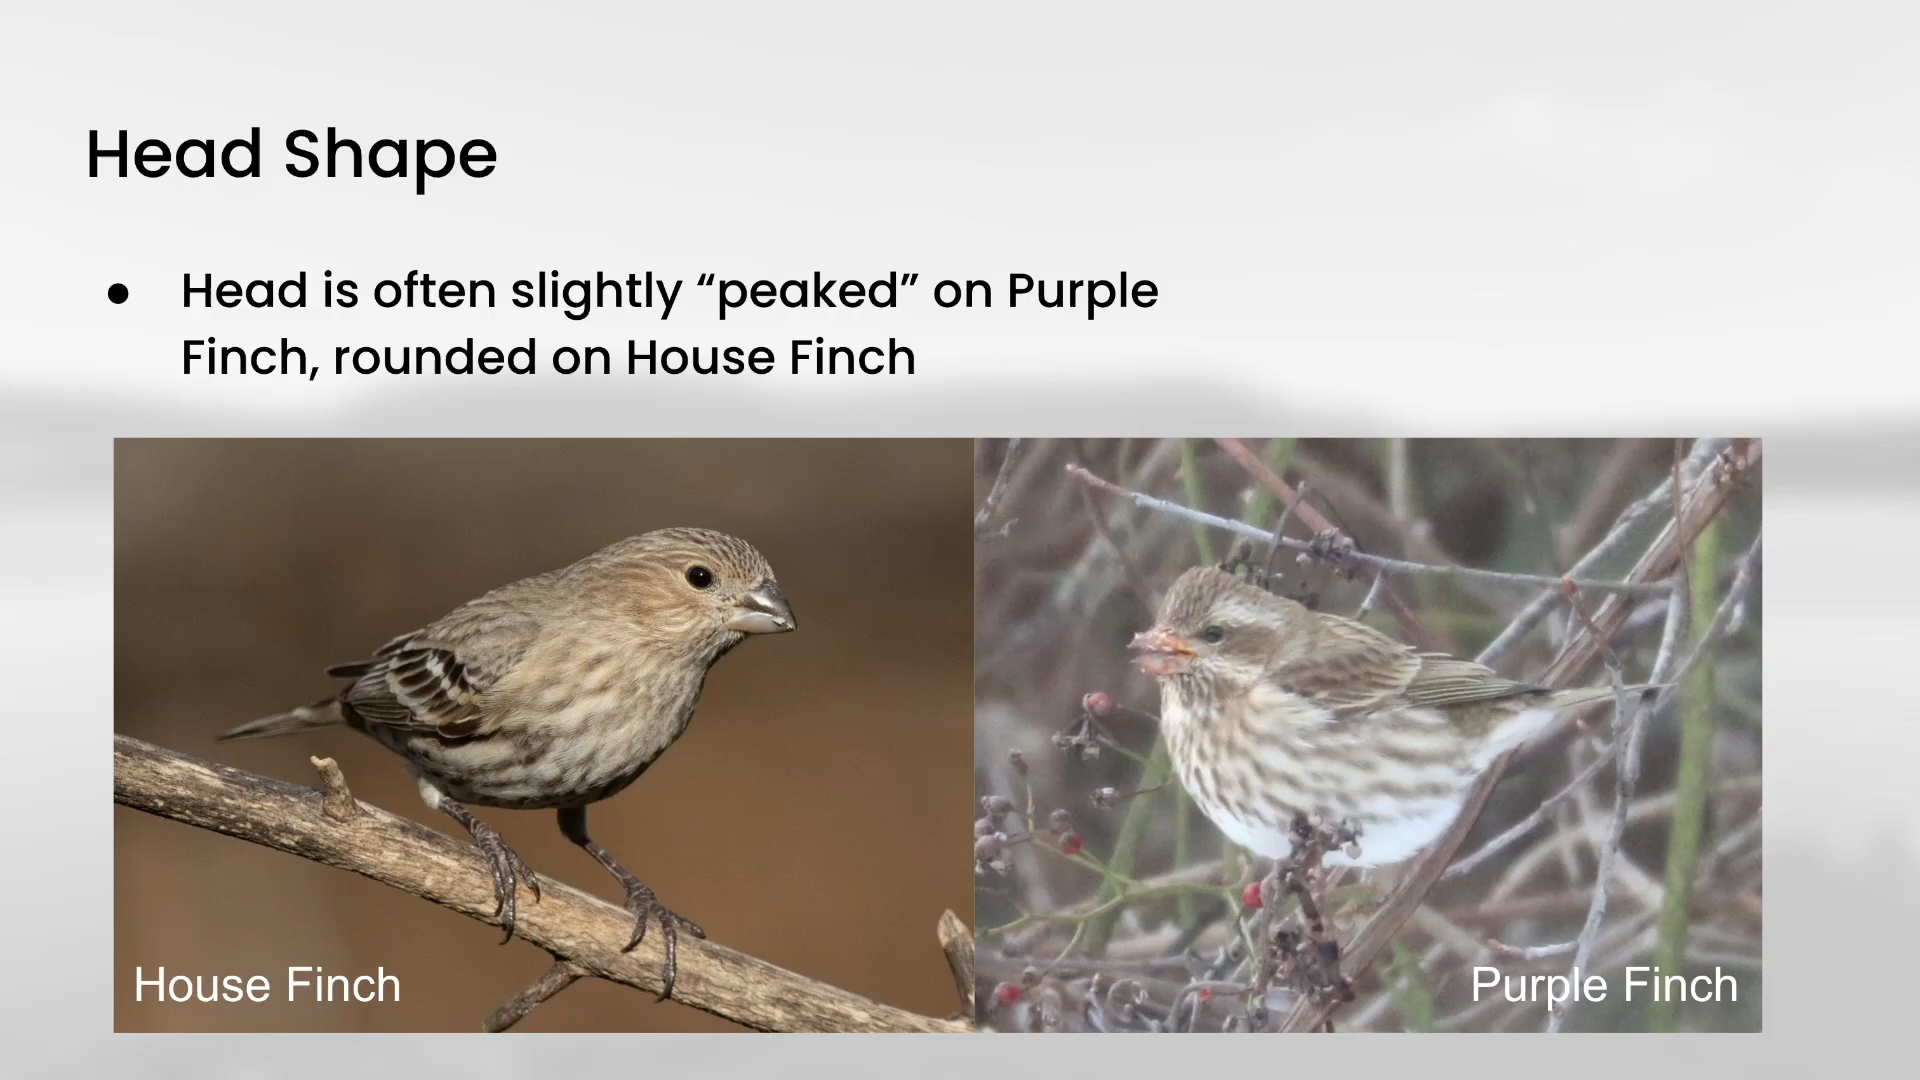 Head Shape
● Head is often slightly “peaked” on Purple
Finch, rounded on House Finch
House Finch
Purple Finch